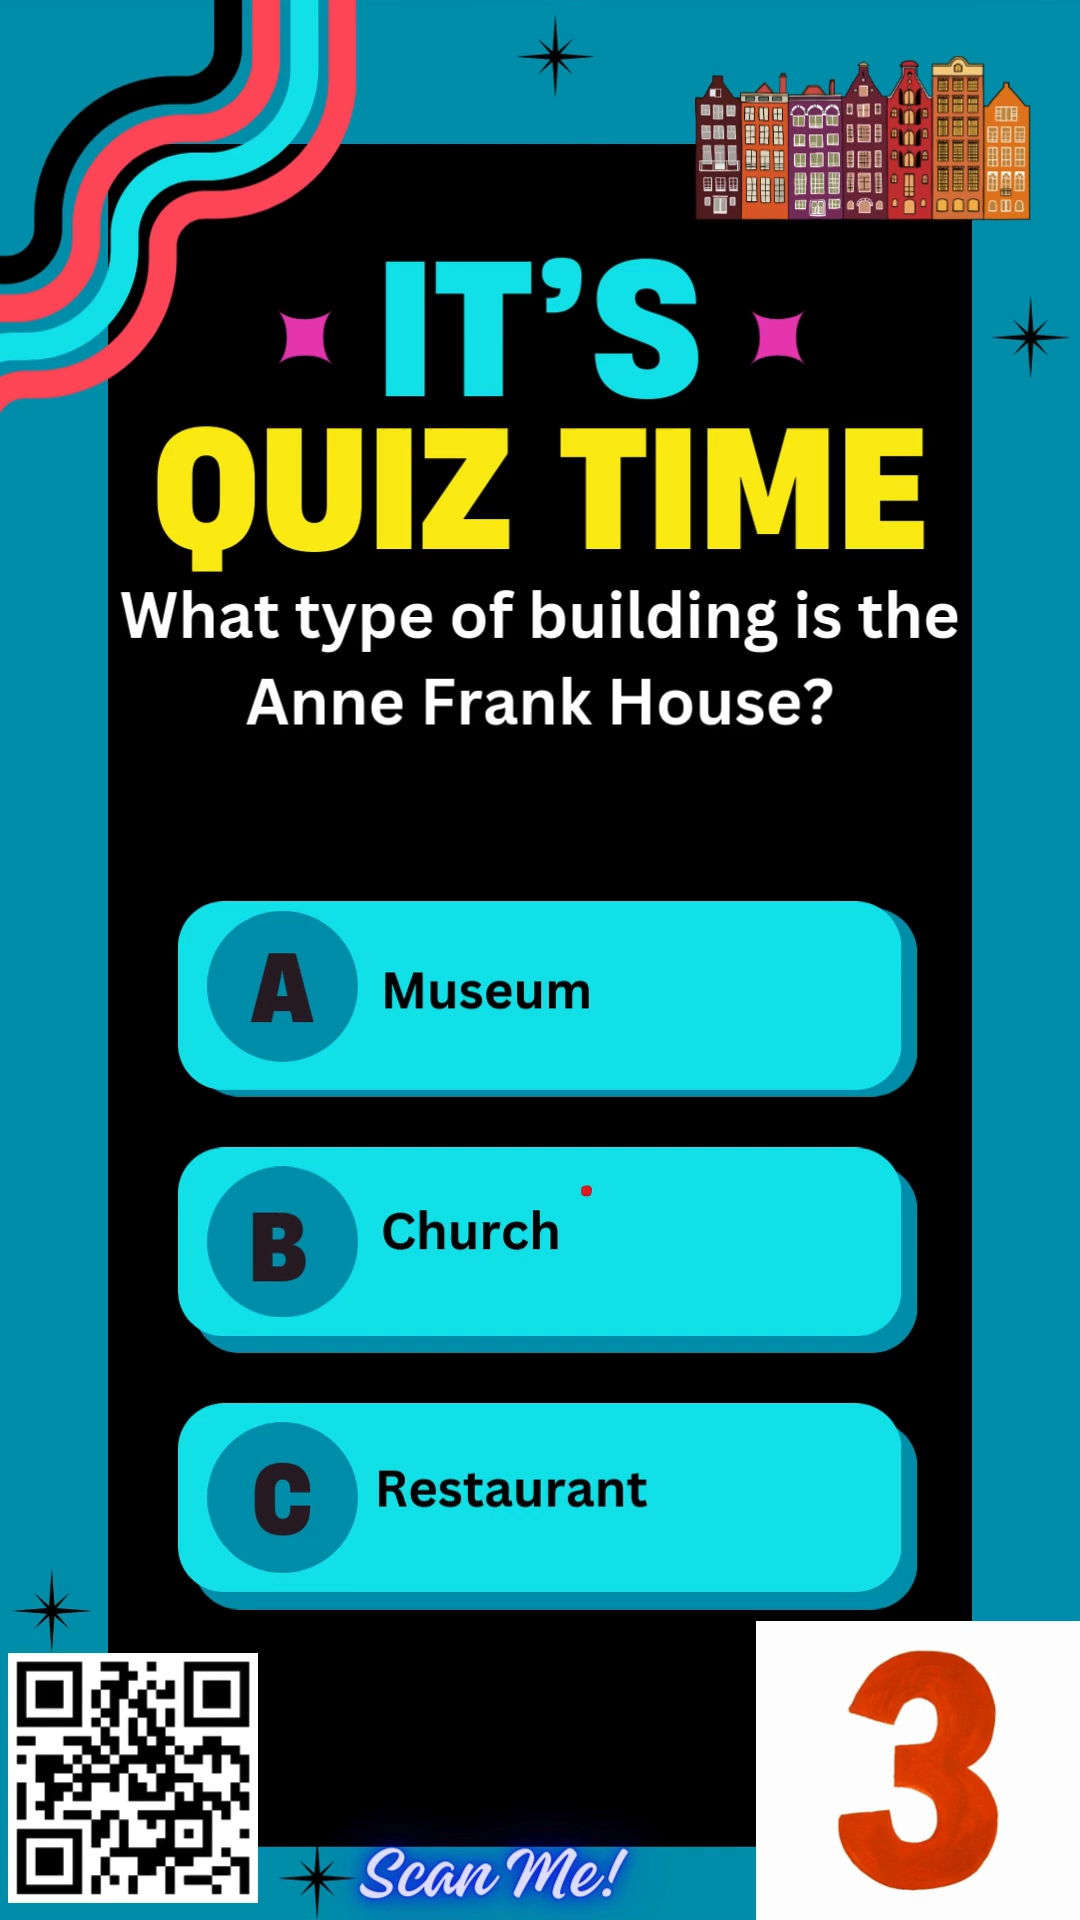 IT’S
QUIZ TIME
What type of building is the
Anne Frank House?
A Museum
B Church
C Restaurant
3
Scan Me!